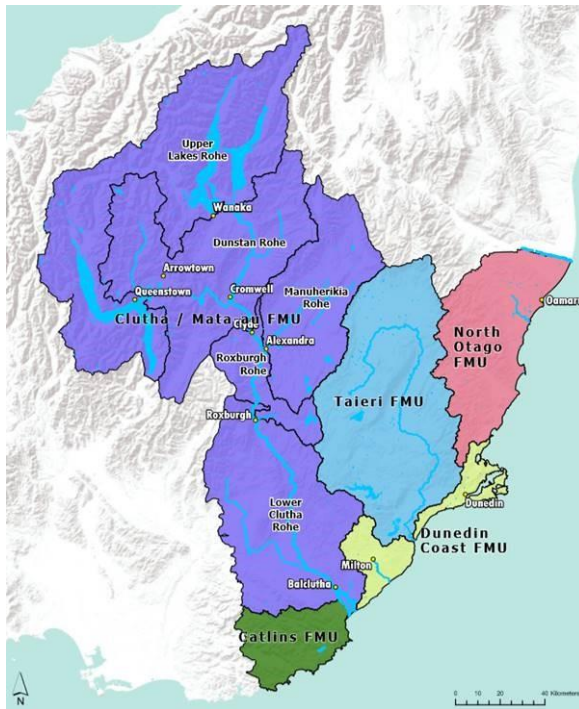 Upper
Lakes Rohe
Wanaka
Dunstan Rohe
Arrowtown
Queenstown
Cromwell
Manuherikia
Rohe
Clutha / Mata au FMU
Clyde
Alexandra
Roxburgh
Rohe
Roxburgh
Oamaru
North
Otago
FMU
Taieri FMU
Lower
Clutha
Rohe
Dunedin
Dunedin
Coast FMU
Milton
Balclutha
Catlins FMU
N
0 5 10 20 30 40 Kilometers